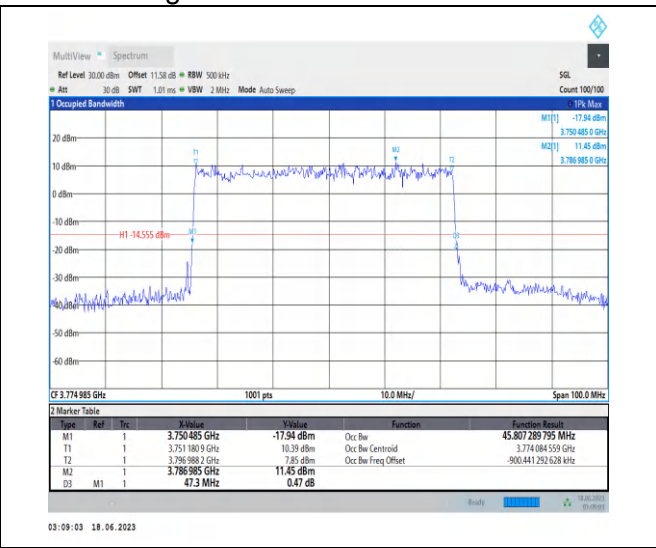 MultiView Spectrum
Ref Level 30.00 dBm Offset 11.58 dB RBW 500 kHz SGL
Att 30 dB SWT 1.01 ms VBW 2 MHz Mode Auto Sweep Count 100/100
1 Occupied Bandwidth 1Pk Max
M1[1] -17.94 dBm
3.750 485 0 GHz
M2[1] 11.45 dBm
3.786 985 0 GHz
20 dBm
T1 M2 T2
10 dBm
0 dBm
-10 dBm
H1 -14.555 dBm M1 D3
-20 dBm
-30 dBm
-40 dBm
-50 dBm
-60 dBm
CF 3.774 985 GHz 1001 pts 10.0 MHz/ Span 100.0 MHz
2 Marker Table
Type Ref Trc X-Value Y-Value Function Function Result
M1 1 3.750 485 GHz -17.94 dBm Occ Bw 45.807 289 795 MHz
T1 1 3.751 180 9 GHz 10.39 dBm Occ Bw Centroid 3.774 084 559 GHz
T2 1 3.796 988 2 GHz 7.85 dBm Occ Bw Freq Offset -900.441 292 628 kHz
M2 1 3.786 985 GHz 11.45 dBm
D3 M1 1 47.3 MHz 0.47 dB
Ready 18.06.2023
03:09:03
03:09:03 18.06.2023